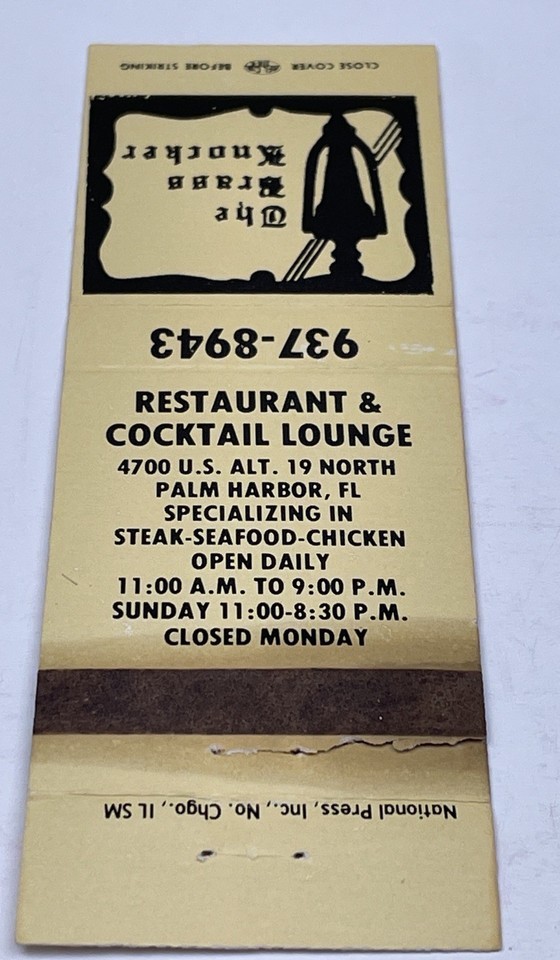 CLOSE COVER BEFORE STRIKING
The
Brass
Knocker
937-8943
RESTAURANT &
COCKTAIL LOUNGE
4700 U.S. ALT. 19 NORTH
PALM HARBOR, FL
SPECIALIZING IN
STEAK-SEAFOOD-CHICKEN
OPEN DAILY
11:00 A.M. TO 9:00 P.M.
SUNDAY 11:00-8:30 P.M.
CLOSED MONDAY
National Press, Inc., No. Chgo., IL SM